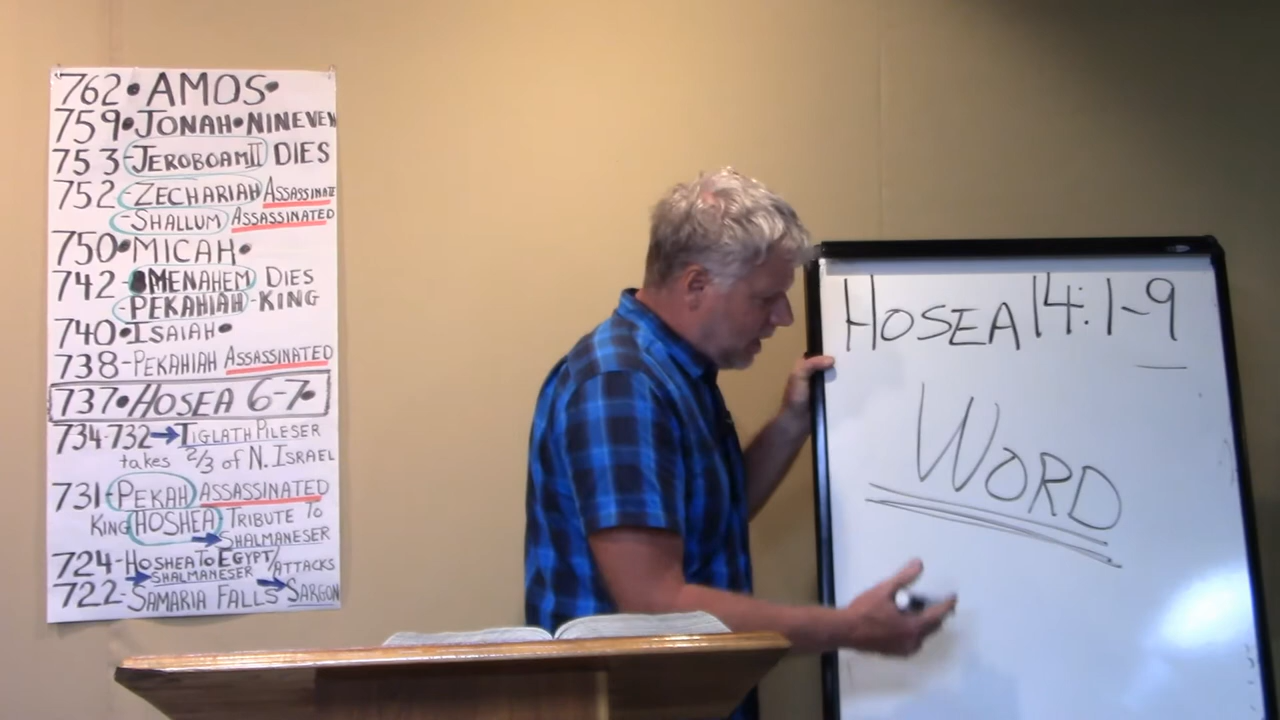 762•AMOS•
759•JONAH•NINEVEH
753-JEROBOAM II DIES
752-ZECHARIAH ASSASSINATE
-SHALLUM ASSASSINATED
750•MICAH•
742-MENAHEM DIES
-PEKAHIAH-KING
740•ISAIAH•
738-PEKAHIAH ASSASSINATED
737•HOSEA 6-7•
734-732→TIGLATH PILESER
takes 2/3 of N. ISRAEL
731-PEKAH ASSASSINATED
KING HOSHEA TRIBUTE TO
→SHALMANESER
724-HOSHEA TO EGYPT/ATTACKS
→SHALMANESER
722-SAMARIA FALLS→SARGON
HOSEA 14:1-9
WORD